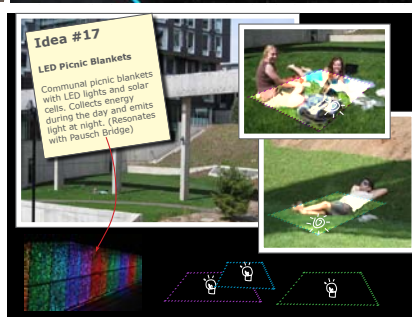 Idea #17
LED Picnic Blankets
Communal picnic blankets
with LED lights and solar
cells. Collects energy
during the day and emits
light at night. (Resonates
with Pausch Bridge)